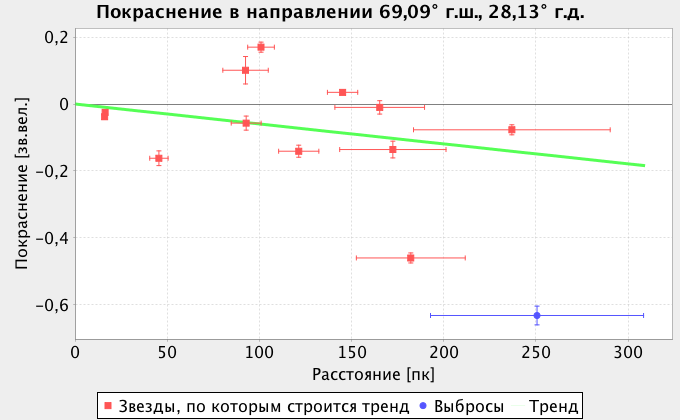 Покраснение в направлении 69,09° г.ш., 28,13° г.д.
Покраснение [зв.вел.]
0,2
0
−0,2
−0,4
−0,6
0 50 100 150 200 250 300
Расстояние [пк]
Звезды, по которым строится тренд Выбросы Тренд